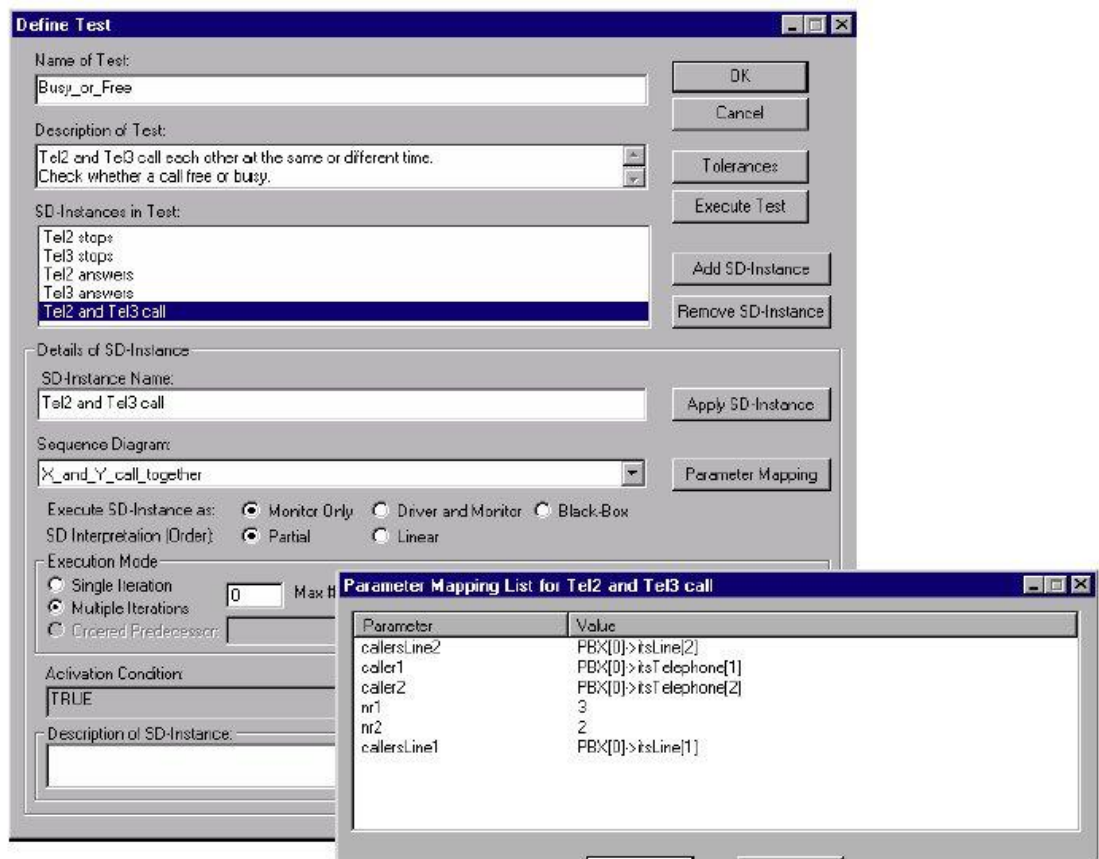 Define Test
Name of Test:
Busy_or_Free
OK
Cancel
Description of Test:
Tel2 and Tel3 call each other at the same or different time.
Check whether a call free or busy.
Tolerances
Execute Test
SD-Instances in Test:
Tel2 stops
Tel3 stops
Tel2 answers
Tel3 answers
Tel2 and Tel3 call
Add SD-Instance
Remove SD-Instance
Details of SD-Instance
SD-Instance Name:
Tel2 and Tel3 call
Apply SD-Instance
Sequence Diagram:
X_and_Y_call_together
Parameter Mapping
Execute SD-Instance as: Monitor Only Driver and Monitor Black-Box
SD Interpretation (Order): Partial Linear
Execution Mode
Single Iteration
Multiple Iterations
0 Max
Ordered Predecessor:
Activation Condition:
TRUE
Description of SD-Instance:
Parameter Mapping List for Tel2 and Tel3 call
Parameter Value
callersLine2 PBX[0]->itsLine[2]
caller1 PBX[0]->itsTelephone[1]
caller2 PBX[0]->itsTelephone[2]
nr1 3
nr2 2
callersLine1 PBX[0]->itsLine[1]